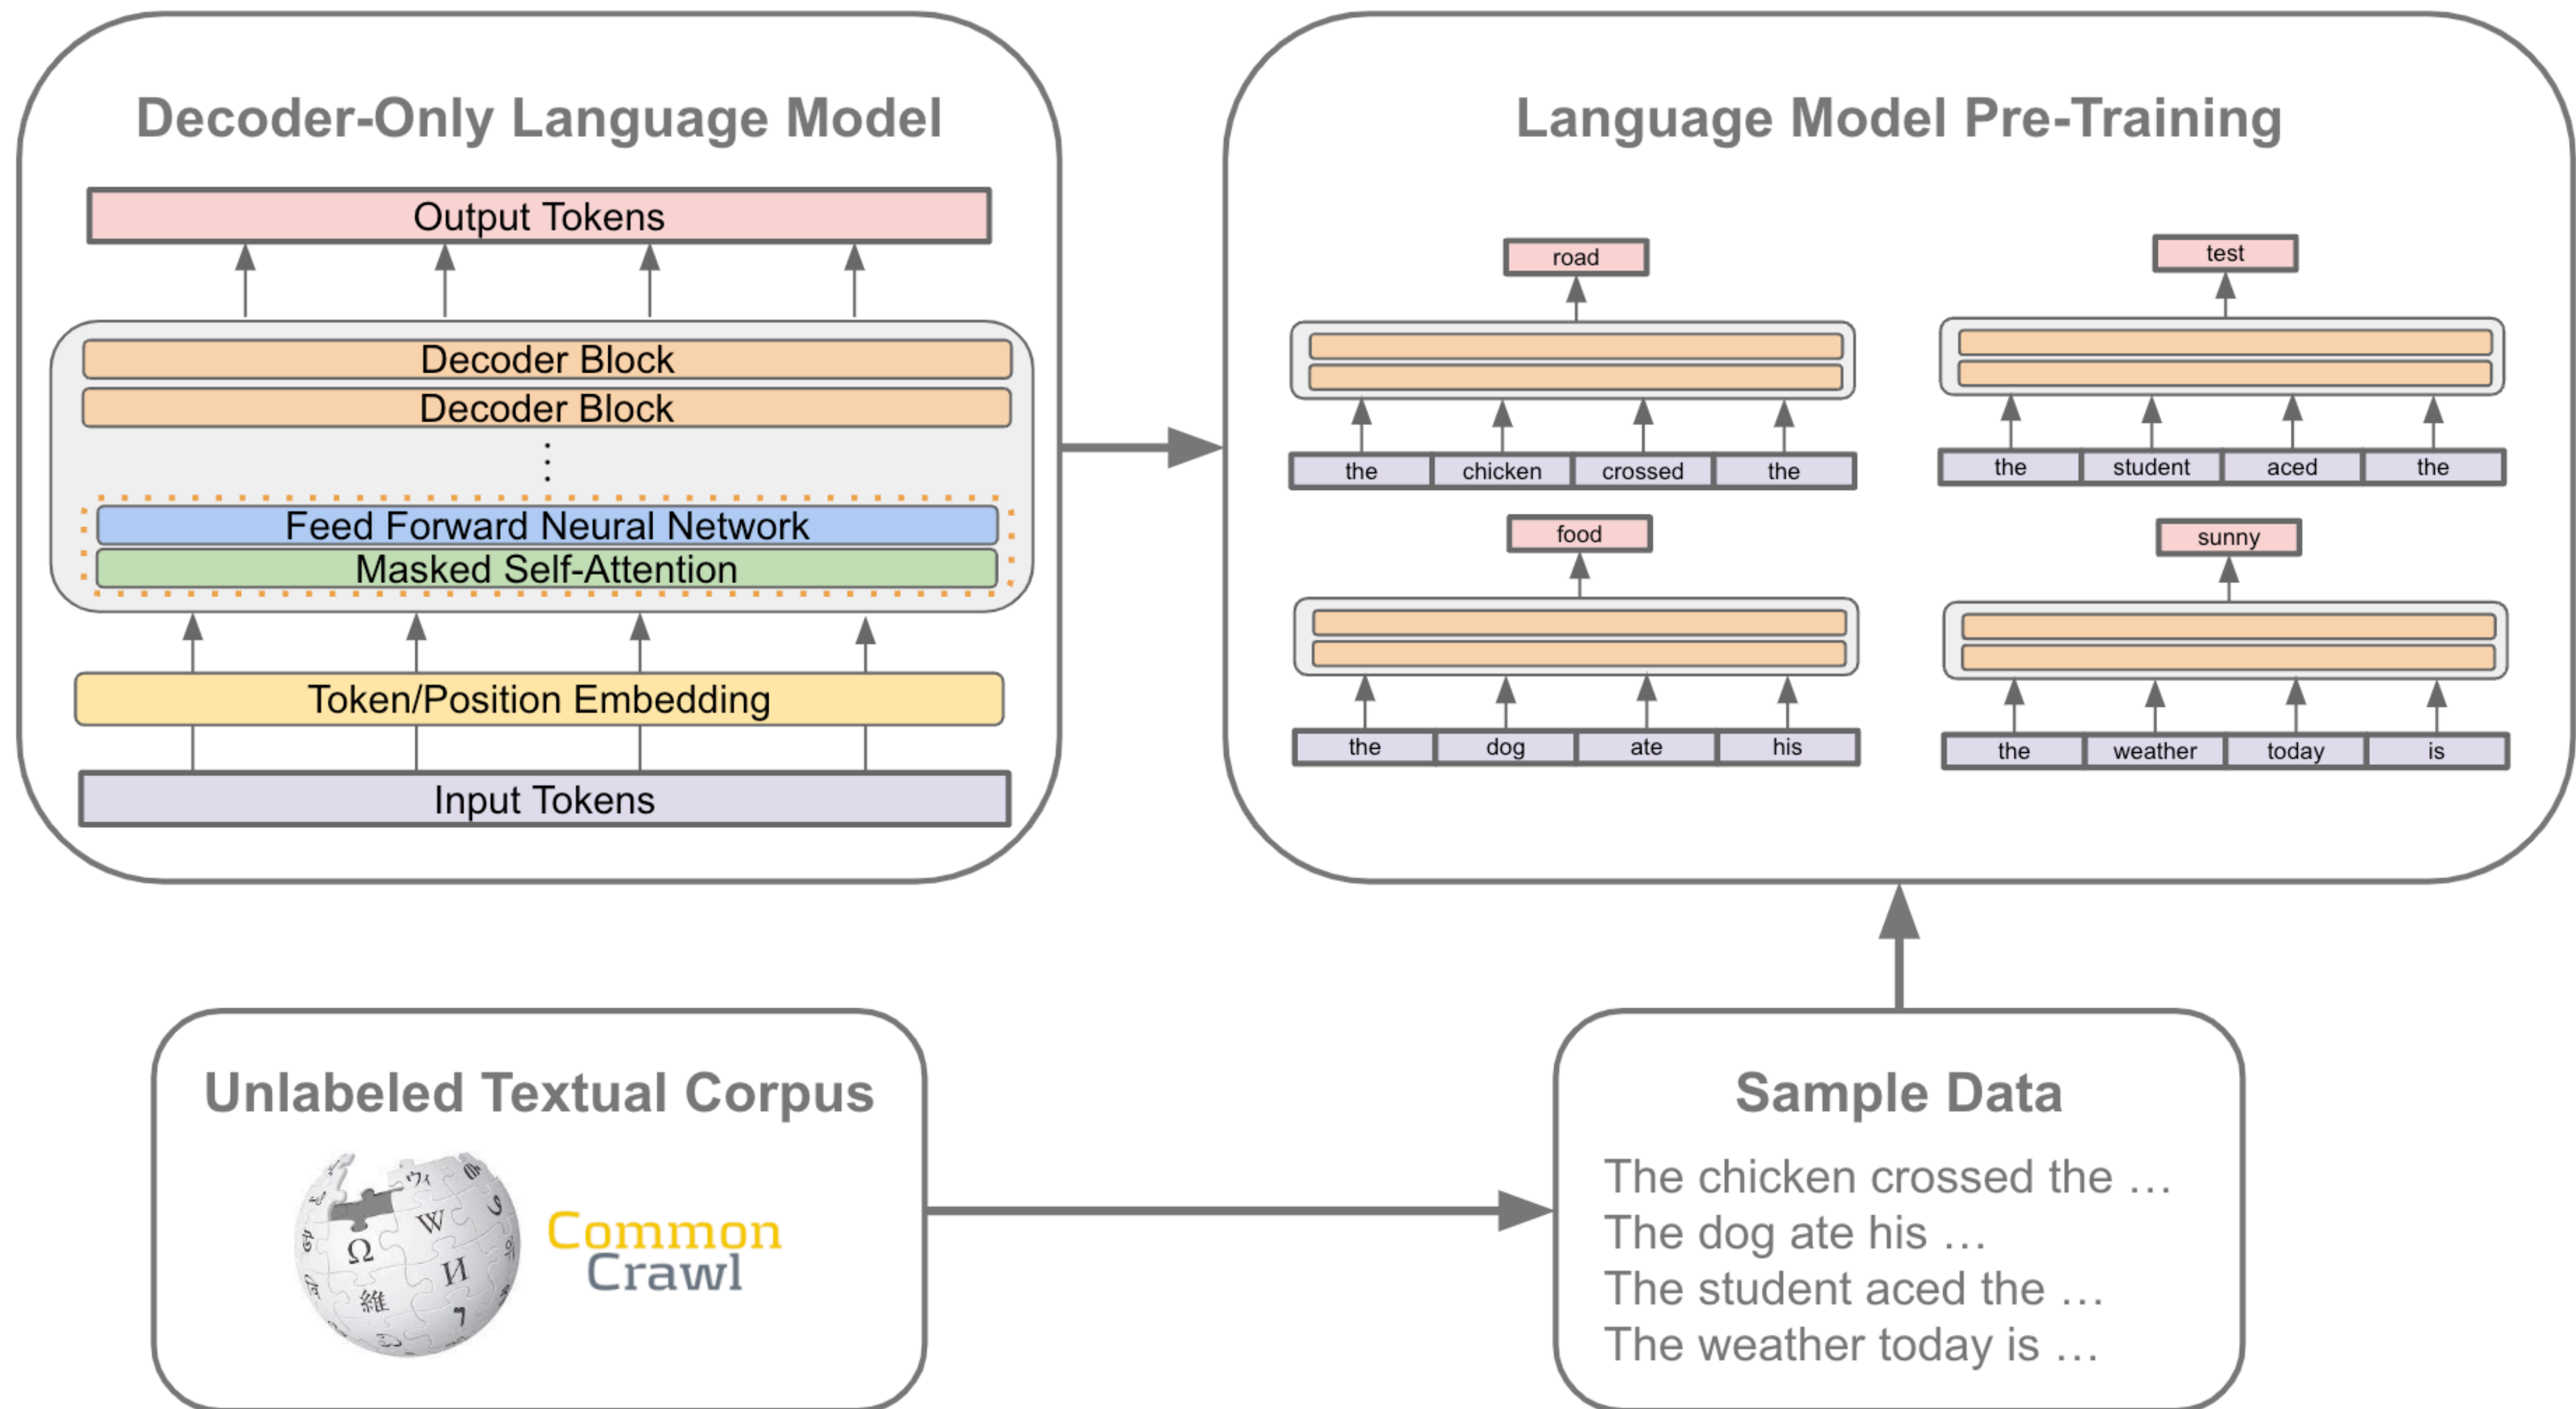 Decoder-Only Language Model
Output Tokens
Decoder Block
Decoder Block
Feed Forward Neural Network
Masked Self-Attention
Token/Position Embedding
Input Tokens
Language Model Pre-Training
road
the chicken crossed the
test
the student aced the
food
the dog ate his
sunny
the weather today is
Unlabeled Textual Corpus
Ω W И 維 ウィ
Common
Crawl
Sample Data
The chicken crossed the …
The dog ate his …
The student aced the …
The weather today is …